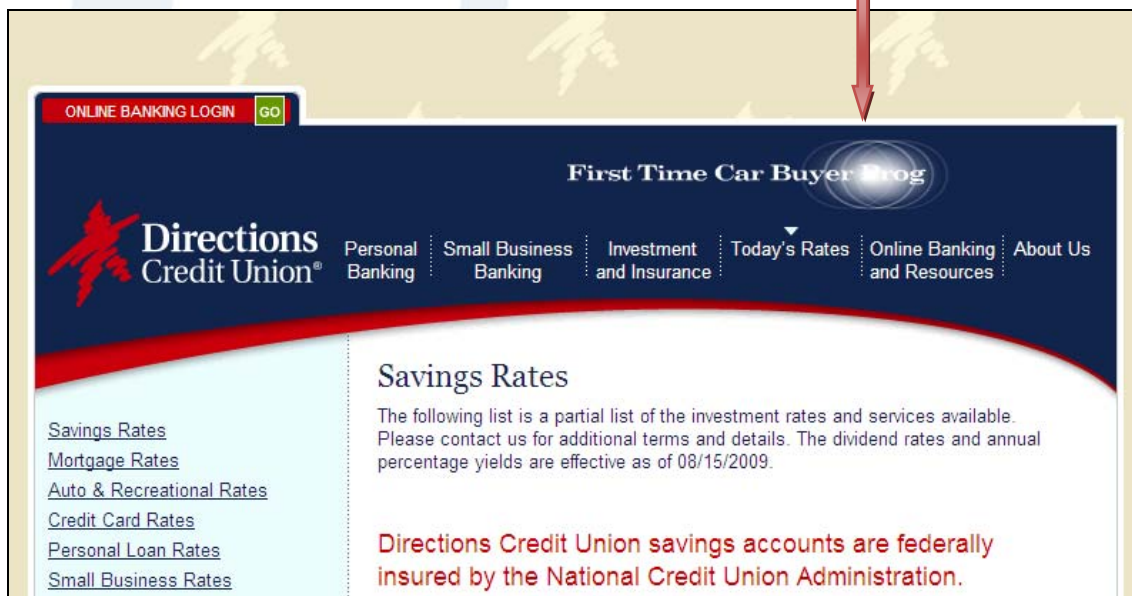 ONLINE BANKING LOGIN GO
First Time Car Buyer Prog
Directions
Credit Union®
Personal
Banking
Small Business
Banking
Investment
and Insurance
Today's Rates
Online Banking
and Resources
About Us
Savings Rates
Mortgage Rates
Auto & Recreational Rates
Credit Card Rates
Personal Loan Rates
Small Business Rates
Savings Rates
The following list is a partial list of the investment rates and services available.
Please contact us for additional terms and details. The dividend rates and annual
percentage yields are effective as of 08/15/2009.
Directions Credit Union savings accounts are federally
insured by the National Credit Union Administration.